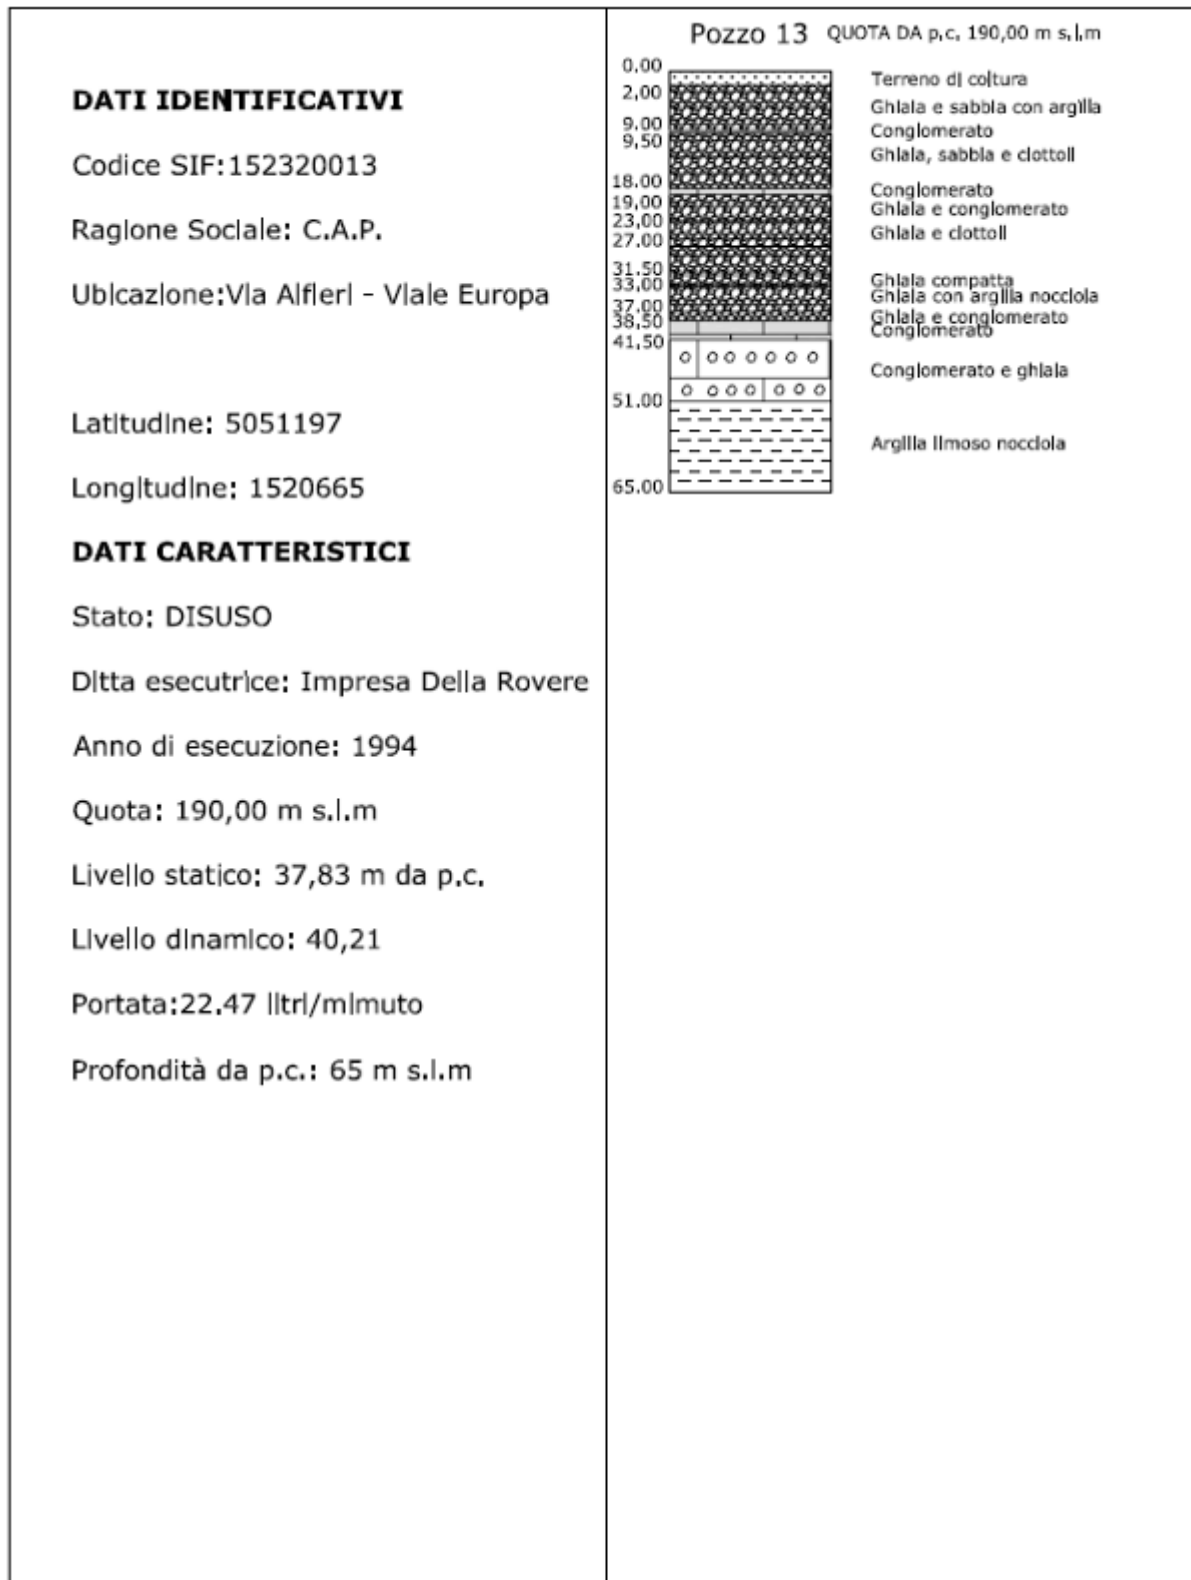 DATI IDENTIFICATIVI
Codice SIF:152320013
Ragione Sociale: C.A.P.
Ubicazione:Via Alfieri - Viale Europa
Latitudine: 5051197
Longitudine: 1520665
DATI CARATTERISTICI
Stato: DISUSO
Ditta esecutrice: Impresa Della Rovere
Anno di esecuzione: 1994
Quota: 190,00 m s.l.m
Livello statico: 37,83 m da p.c.
Livello dinamico: 40,21
Portata:22.47 litri/mimuto
Profondità da p.c.: 65 m s.l.m
Pozzo 13 QUOTA DA p.c. 190,00 m s.l.m
0.00
Terreno di coltura
2,00
Ghiaia e sabbia con argilla
9.00
Conglomerato
9,50
Ghiaia, sabbia e ciottoli
18.00
Conglomerato
19,00
Ghiaia e conglomerato
23,00
Ghiaia e ciottoli
27.00
31.50
Ghiaia compatta
33.00
Ghiaia con argilla nocciola
37.00
Ghiaia e conglomerato
38,50
Conglomerato
41,50
Conglomerato e ghiaia
51.00
Argilla limoso nocciola
65.00